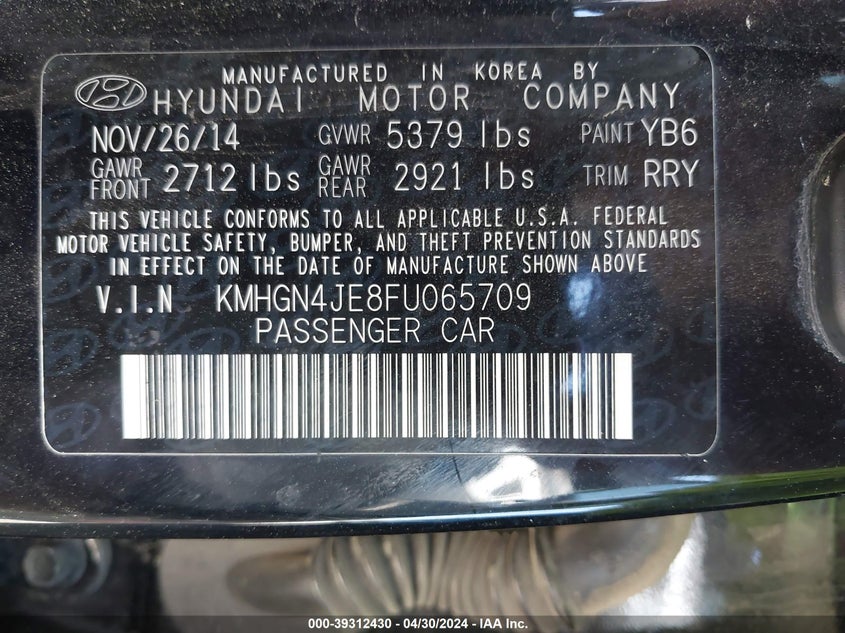 MANUFACTURED IN KOREA BY
HYUNDAI MOTOR COMPANY
NOV/26/14 GVWR 5379 lbs PAINT YB6
GAWR FRONT 2712 lbs GAWR REAR 2921 lbs TRIM RRY
THIS VEHICLE CONFORMS TO ALL APPLICABLE U.S.A. FEDERAL
MOTOR VEHICLE SAFETY, BUMPER, AND THEFT PREVENTION STANDARDS
IN EFFECT ON THE DATE OF MANUFACTURE SHOWN ABOVE
V.I.N KMHGN4JE8FU065709
PASSENGER CAR
000-39312430 - 04/30/2024 - IAA Inc.